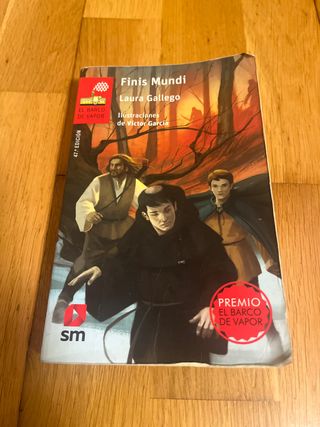 Finis Mundi
Laura Gallego
Ilustraciones
de Víctor García
EL BARCO
DE VAPOR
47.ª EDICIÓN
PREMIO
EL BARCO
DE VAPOR
sm